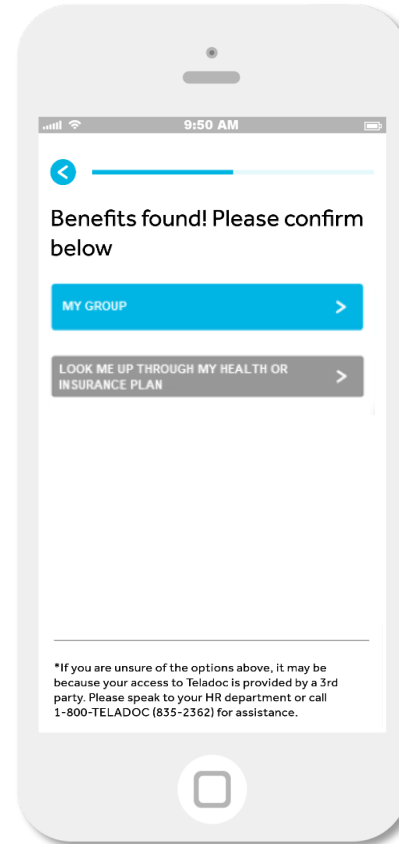 9:50 AM
Benefits found! Please confirm
below
MY GROUP
LOOK ME UP THROUGH MY HEALTH OR
INSURANCE PLAN
*If you are unsure of the options above, it may be
because your access to Teladoc is provided by a 3rd
party. Please speak to your HR department or call
1-800-TELADOC (835-2362) for assistance.